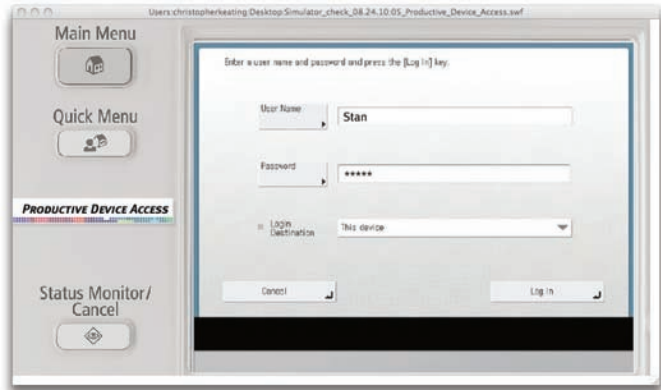 Users:christopherkeating:Desktop:Simulator_check_08.24.10:05_Productive_Device_Access.swf
Main Menu
Quick Menu
PRODUCTIVE DEVICE ACCESS
Status Monitor/
Cancel
Enter a user name and password and press the [Log In] key.
User Name
Stan
Password
*****
Login
Destination
This device
Cancel
Log In